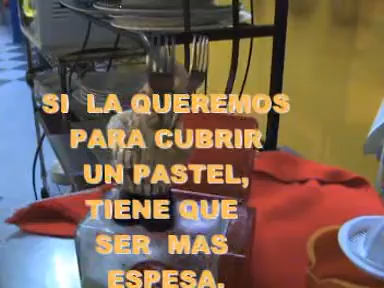 SI LA QUEREMOS
PARA CUBRIR
UN PASTEL,
TIENE QUE
SER MAS
ESPESA.